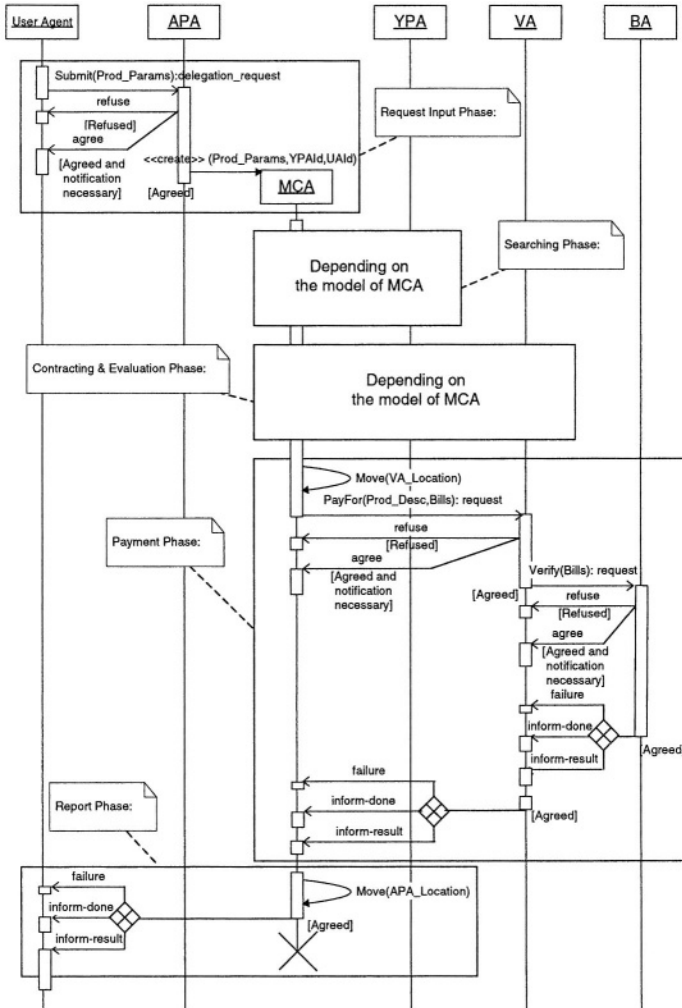 User Agent
APA
YPA
VA
BA
Submit(Prod_Params):delegation_request
refuse
[Refused]
agree
[Agreed and
notification
necessary]
<<create>> (Prod_Params,YPAId,UAId)
[Agreed]
MCA
Request Input Phase:
Searching Phase:
Depending on
the model of MCA
Contracting & Evaluation Phase:
Depending on
the model of MCA
Move(VA_Location)
PayFor(Prod_Desc,Bills): request
Payment Phase:
refuse
[Refused]
agree
[Agreed and
notification
necessary]
Verify(Bills): request
[Agreed]
refuse
[Refused]
agree
[Agreed and
notification
necessary]
failure
inform-done
[Agreed]
inform-result
failure
inform-done
[Agreed]
inform-result
Report Phase:
failure
Move(APA_Location)
inform-done
[Agreed]
inform-result